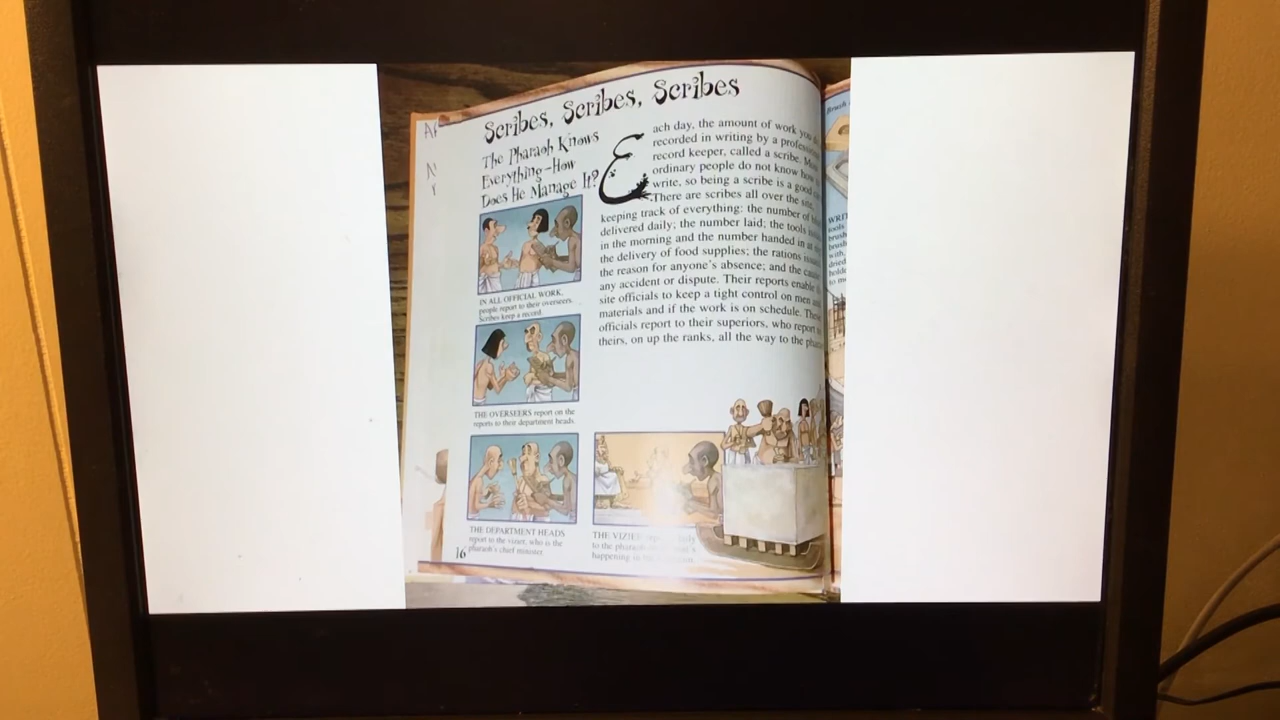 Scribes, Scribes, Scribes
The Pharaoh Knows
Everything–How
Does He Manage It?
Each day, the amount of work you
recorded in writing by a professional
record keeper, called a scribe.
ordinary people do not know how
write, so being a scribe is a good
There are scribes all over the site,
keeping track of everything: the number of
delivered daily; the number laid; the tools
in the morning and the number handed in at
the delivery of food supplies; the rations
the reason for anyone's absence; and the
any accident or dispute. Their reports enable
site officials to keep a tight control on men
materials and if the work is on schedule. These
officials report to their superiors, who report
theirs, on up the ranks, all the way to the
IN ALL OFFICIAL WORK,
people report to their overseers.
Scribes keep a record.
THE OVERSEERS report on the
reports to their department heads.
THE DEPARTMENT HEADS
report to the vizier, who is the
pharaoh's chief minister.
THE VIZIER
to the
happening in
16
Brush